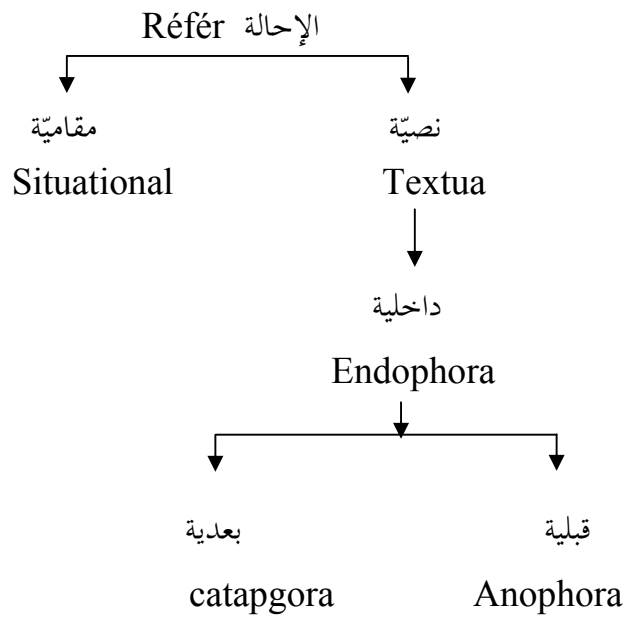 الإحالة Référ
نصيّة
مقاميّة
Textua
Situational
داخلية
Endophora
قبلية
بعدية
Anophora
catapgora